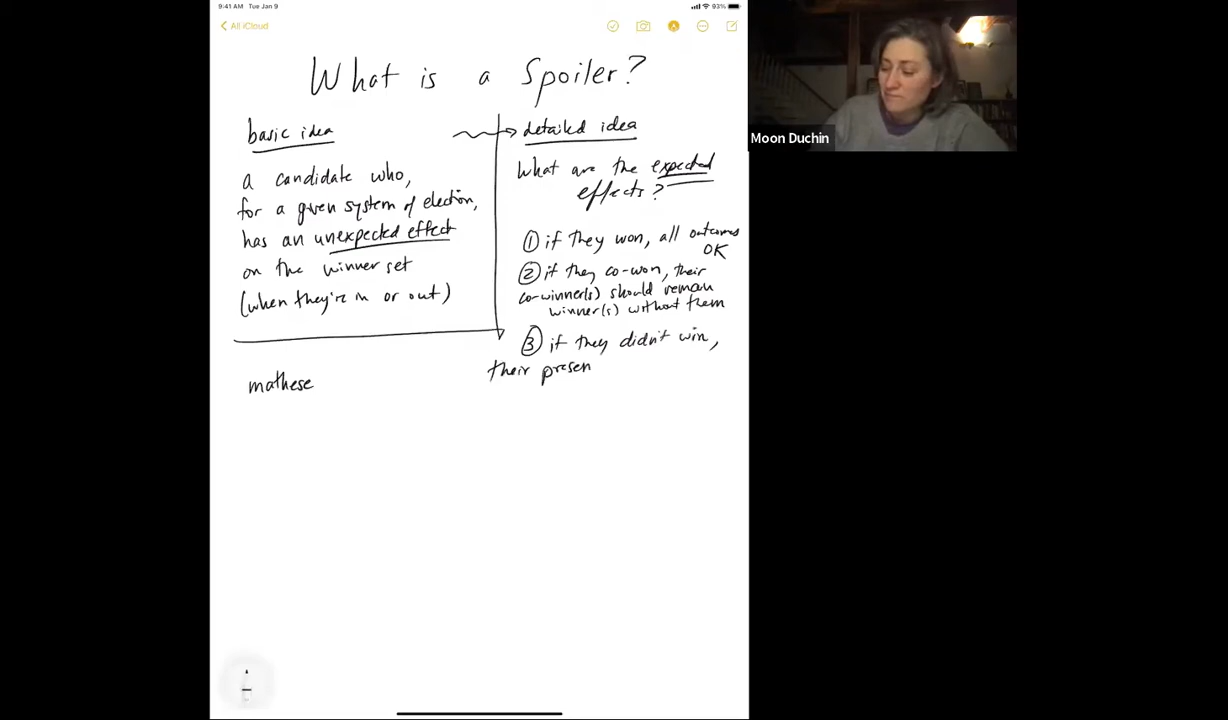 9:41 AM Tue Jan 9
93%
All iCloud
What is a Spoiler?
basic idea
a candidate who,
for a given system of election,
has an unexpected effect
on the winner set
(when they're in or out)
mathese
detailed idea
What are the expected
effects?
① if they won, all outcomes
OK
② if they co-won, their
co-winner(s) should remain
winner(s) without them
③ if they didn't win,
their presen
Moon Duchin